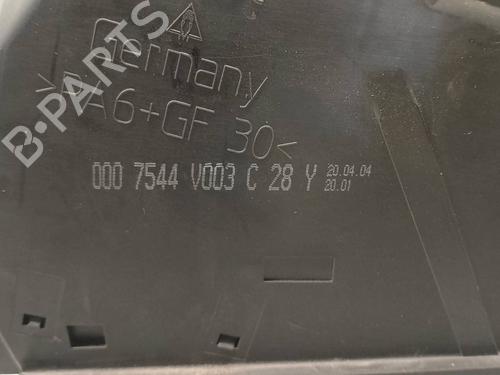 Germany
>PA6+GF 30<
000 7544 V003 C 28 Y 20.04.04
20.01
B-PARTS